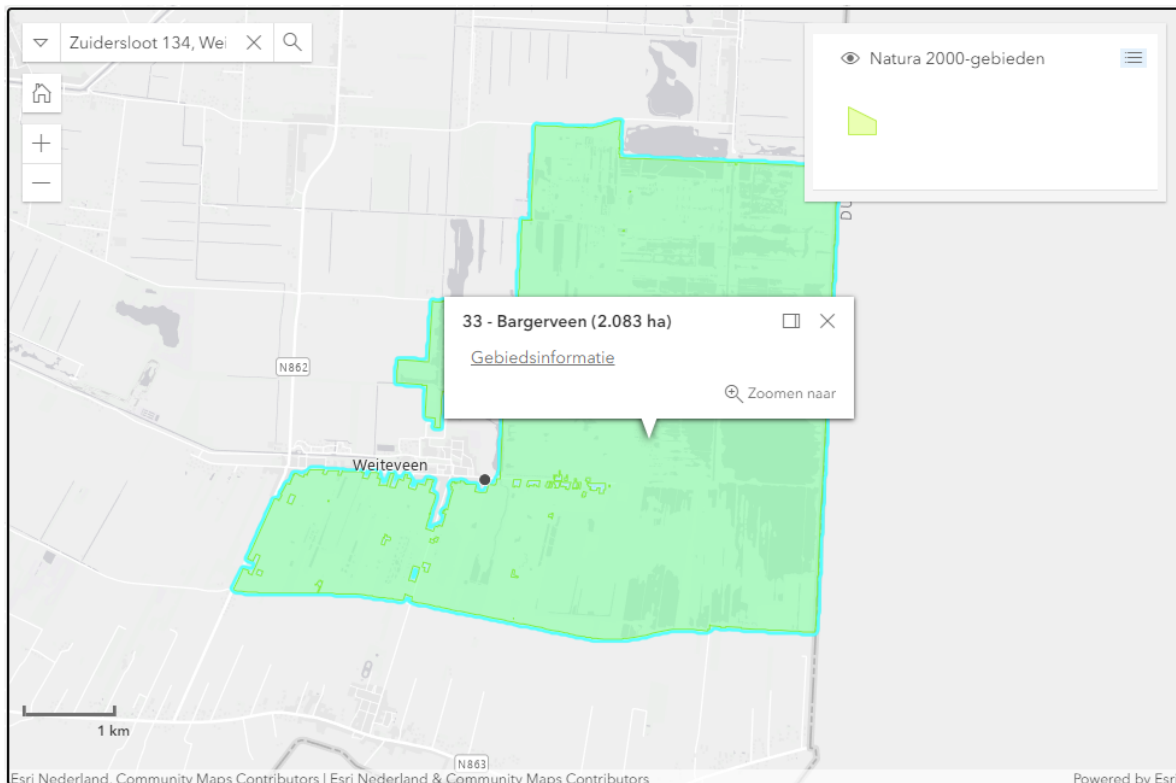 Zuidersloot 134, Wei
Natura 2000-gebieden
DU
33 - Bargerveen (2.083 ha)
Gebiedsinformatie
Zoomen naar
N862
Weiteveen
1 km
N863
Esri Nederland, Community Maps Contributors | Esri Nederland & Community Maps Contributors
Powered by Esri